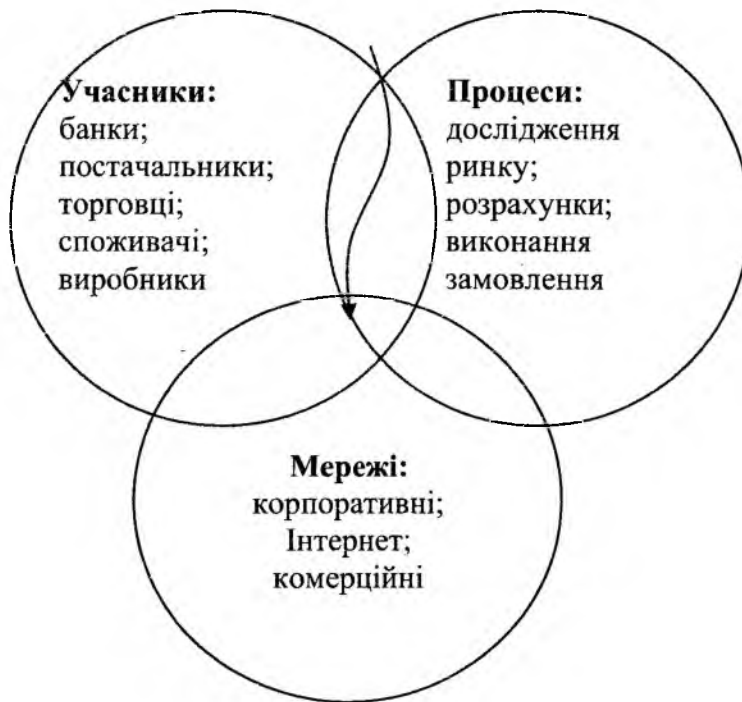 Учасники:
банки;
постачальники;
торговці;
споживачі;
виробники
Процеси:
дослідження
ринку;
розрахунки;
виконання
замовлення
Мережі:
корпоративні;
Інтернет;
комерційні